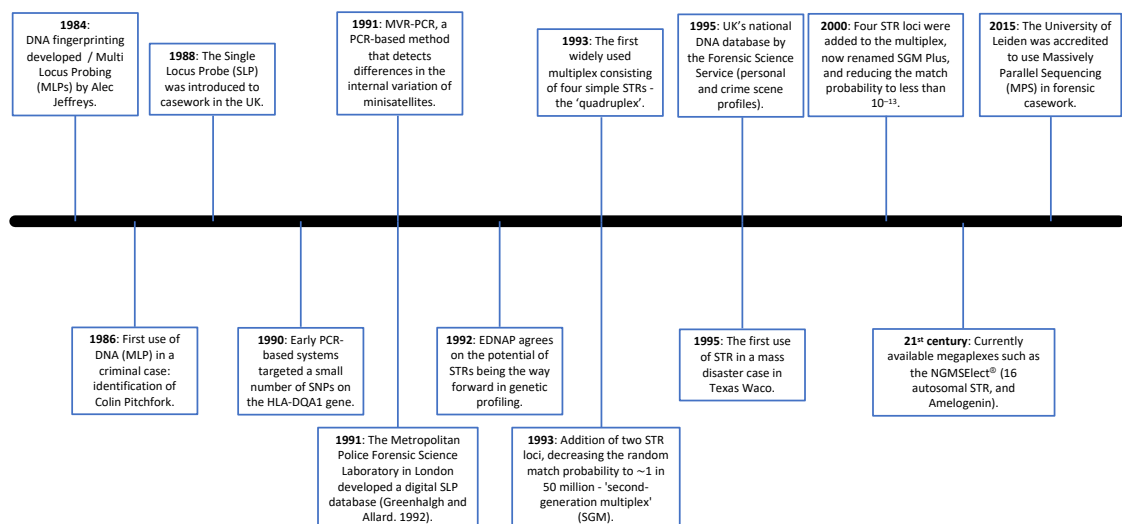 1984:
DNA fingerprinting
developed / Multi
Locus Probing
(MLPs) by Alec
Jeffreys.
1988: The Single
Locus Probe (SLP)
was introduced to
casework in the UK.
1991: MVR-PCR, a
PCR-based method
that detects
differences in the
internal variation of
minisatellites.
1993: The first
widely used
multiplex consisting
of four simple STRs -
the ‘quadruplex’.
1995: UK’s national
DNA database by
the Forensic Science
Service (personal
and crime scene
profiles).
2000: Four STR loci were
added to the multiplex,
now renamed SGM Plus,
and reducing the match
probability to less than
10⁻¹³.
2015: The University of
Leiden was accredited
to use Massively
Parallel Sequencing
(MPS) in forensic
casework.
1986: First use of
DNA (MLP) in a
criminal case:
identification of
Colin Pitchfork.
1990: Early PCR-
based systems
targeted a small
number of SNPs on
the HLA-DQA1 gene.
1991: The Metropolitan
Police Forensic Science
Laboratory in London
developed a digital SLP
database (Greenhalgh and
Allard. 1992).
1992: EDNAP agrees
on the potential of
STRs being the way
forward in genetic
profiling.
1993: Addition of two STR
loci, decreasing the random
match probability to ~1 in
50 million - 'second-
generation multiplex'
(SGM).
1995: The first use
of STR in a mass
disaster case in
Texas Waco.
21st century: Currently
available megaplexes such as
the NGMSElect® (16
autosomal STR, and
Amelogenin).